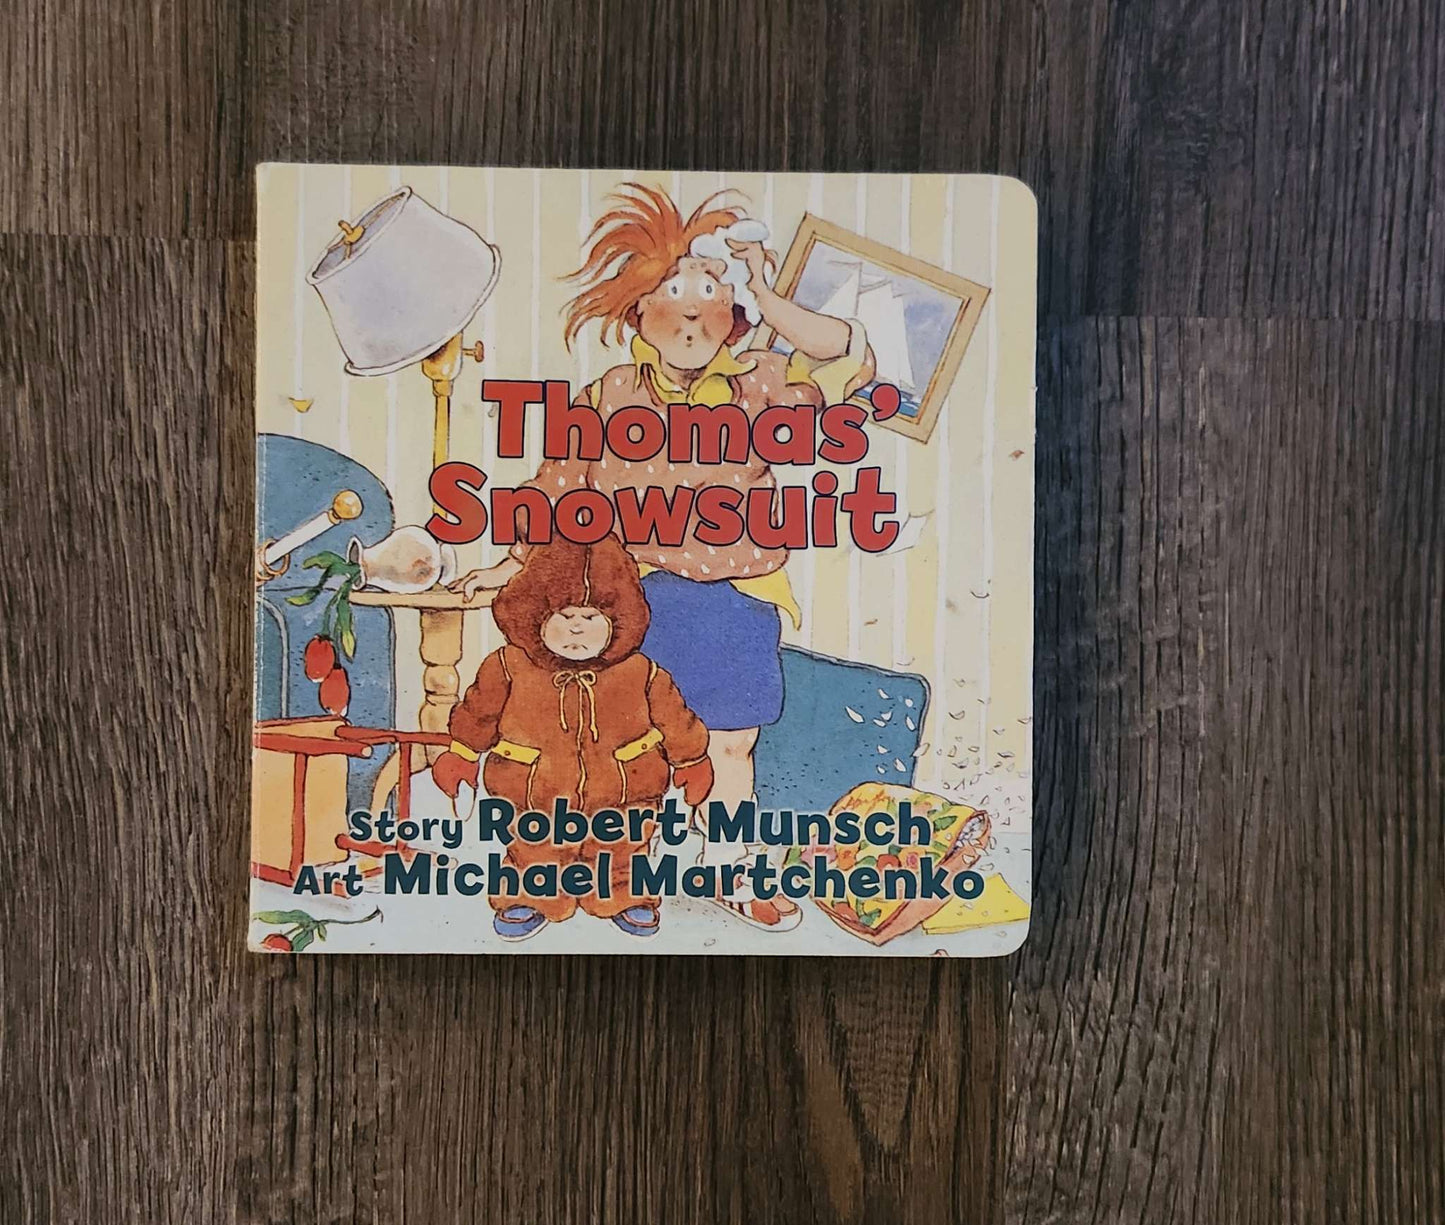 Thomas'
Snowsuit
Story Robert Munsch
Art Michael Martchenko